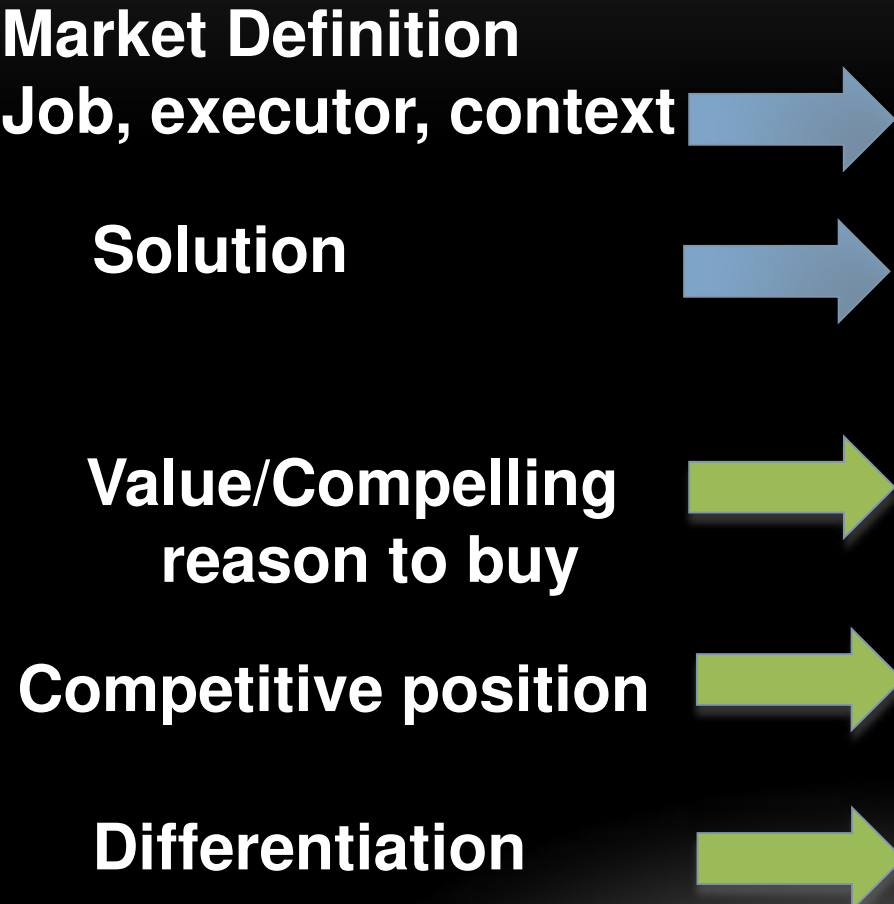 Market Definition
Job, executor, context
Solution
Value/Compelling
reason to buy
Competitive position
Differentiation